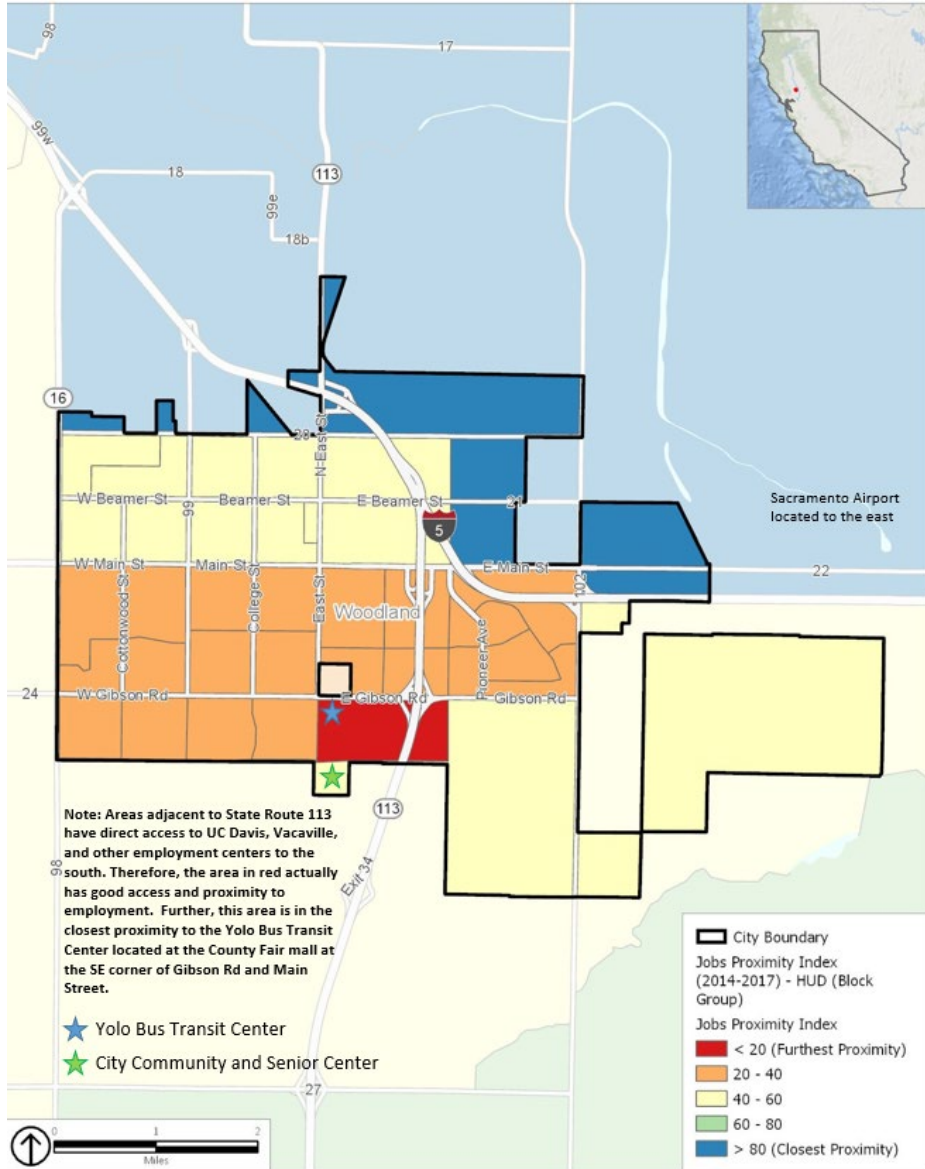 98
17
99w
18
113
99e
18b
16
20
N East St
W Beamer St
Beamer St
E Beamer St
21
99
5
Sacramento Airport
located to the east
W Main St
Main St
E Main St
22
102
Cottonwood St
College St
East St
Woodland
Pioneer Ave
24
W Gibson Rd
E Gibson Rd
Gibson Rd
113
Exit 34
98
27
Note: Areas adjacent to State Route 113
have direct access to UC Davis, Vacaville,
and other employment centers to the
south. Therefore, the area in red actually
has good access and proximity to
employment. Further, this area is in the
closest proximity to the Yolo Bus Transit
Center located at the County Fair mall at
the SE corner of Gibson Rd and Main
Street.
Yolo Bus Transit Center
City Community and Senior Center
City Boundary
Jobs Proximity Index
(2014-2017) - HUD (Block
Group)
Jobs Proximity Index
< 20 (Furthest Proximity)
20 - 40
40 - 60
60 - 80
> 80 (Closest Proximity)
0 1 2
Miles